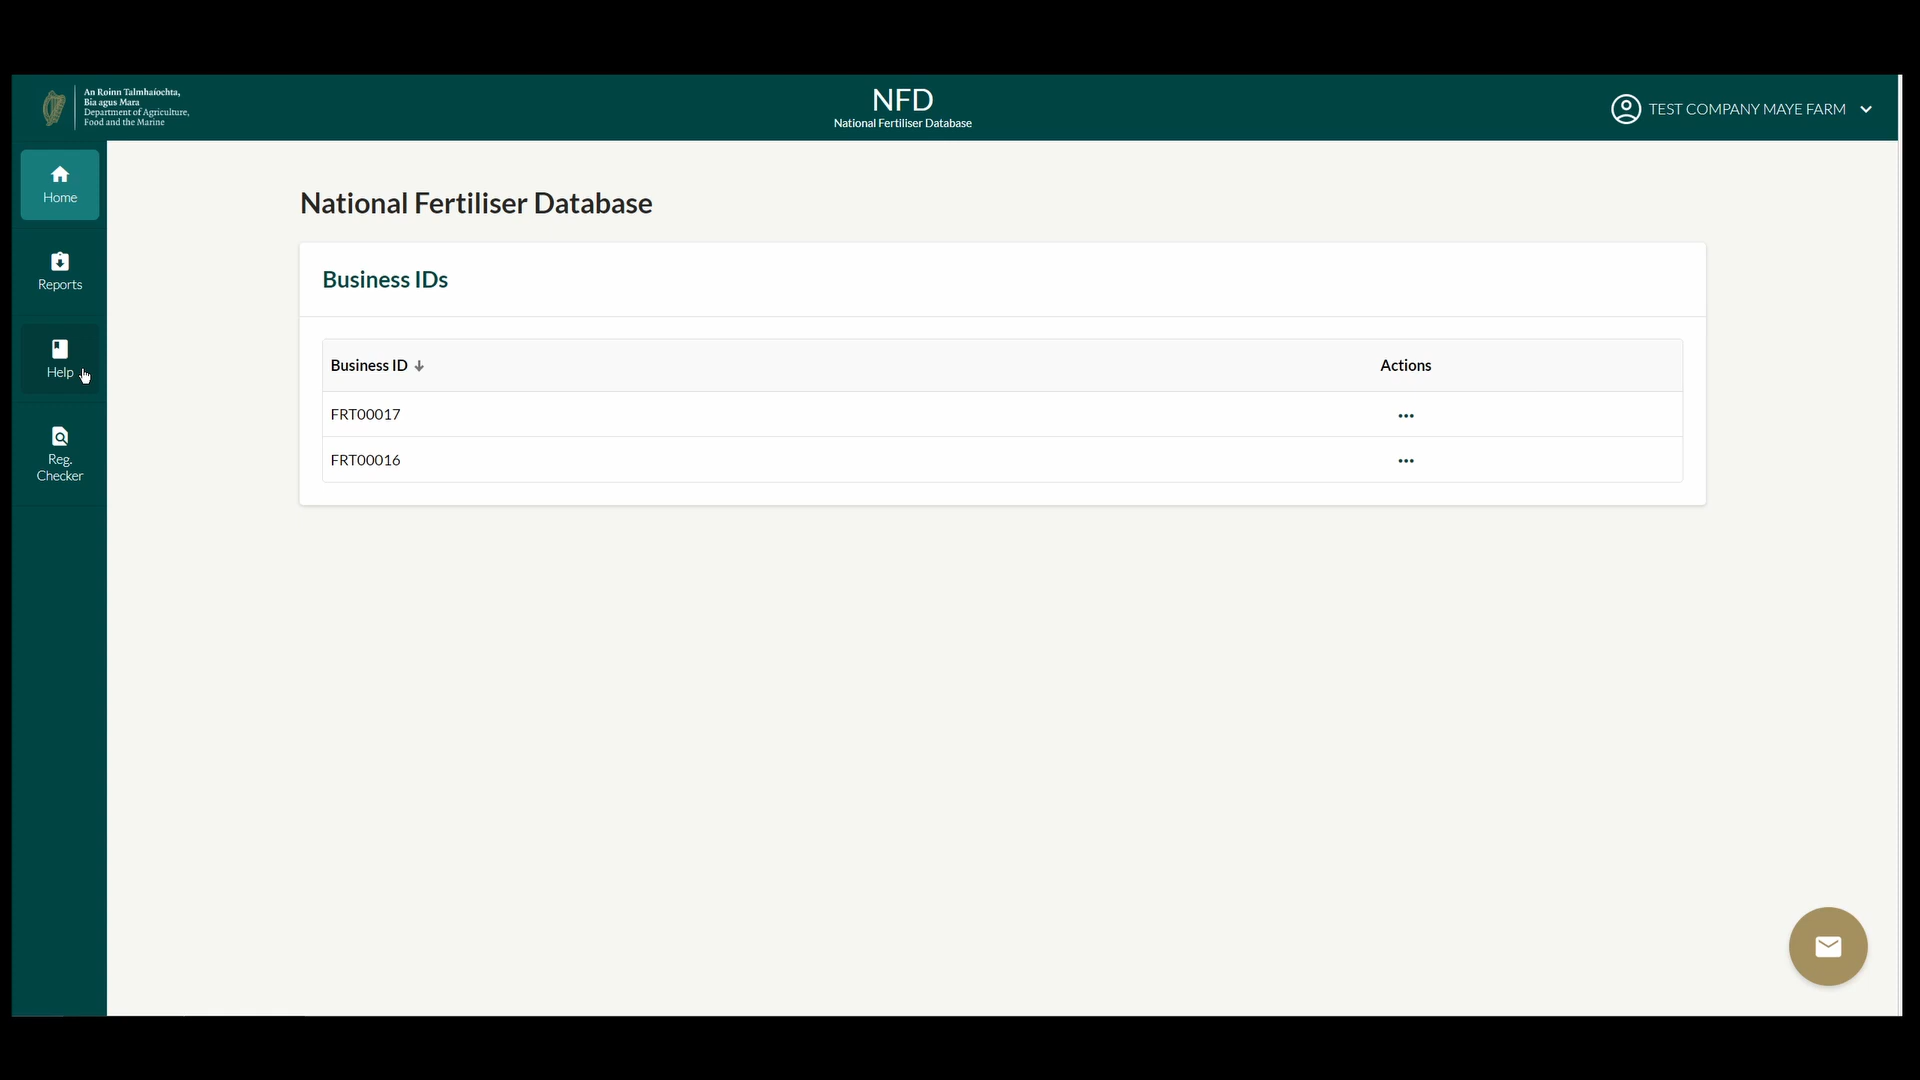 An Roinn Talmhaíochta,
Bia agus Mara
Department of Agriculture,
Food and the Marine
NFD
National Fertiliser Database
TEST COMPANY MAYE FARM
Home
Reports
Help
Reg.
Checker
National Fertiliser Database
Business IDs
Business ID
Actions
FRT00017
FRT00016